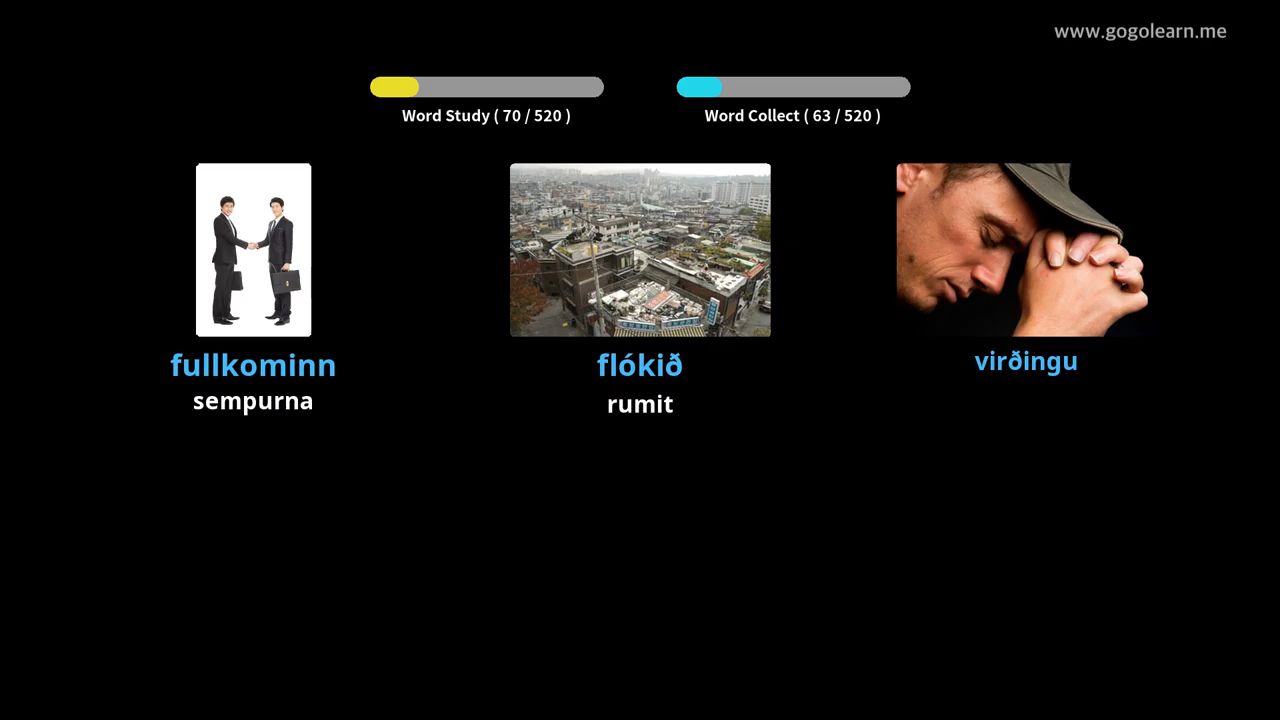 www.gogolearn.me
Word Study ( 70 / 520 )
Word Collect ( 63 / 520 )
fullkominn
sempurna
flókið
rumit
virðingu